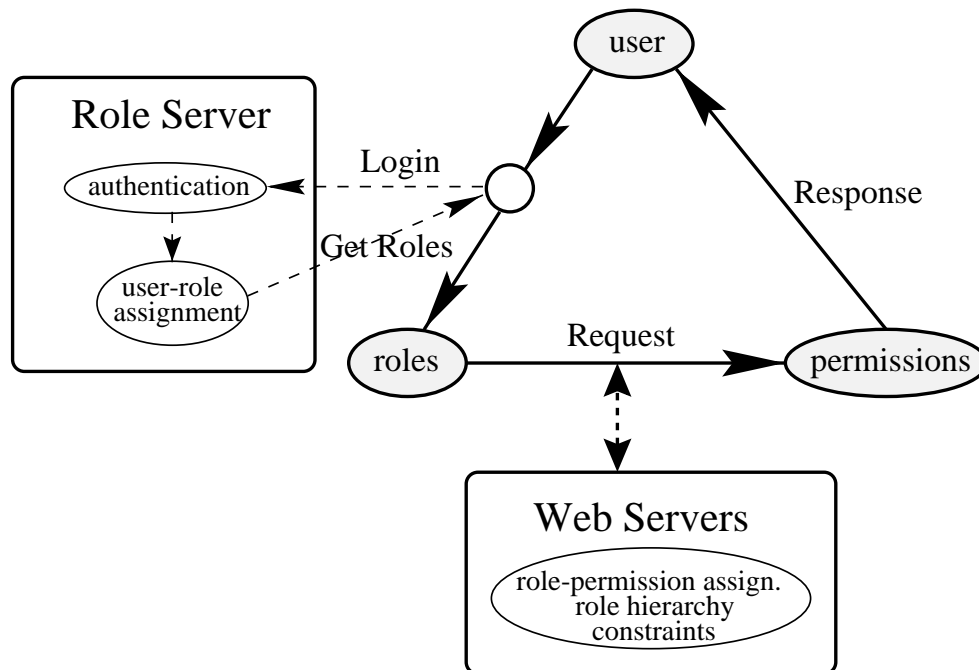 user
Role Server
Login
authentication
Response
Get Roles
user-role
assignment
Request
roles
permissions
Web Servers
role-permission assign.
role hierarchy
constraints